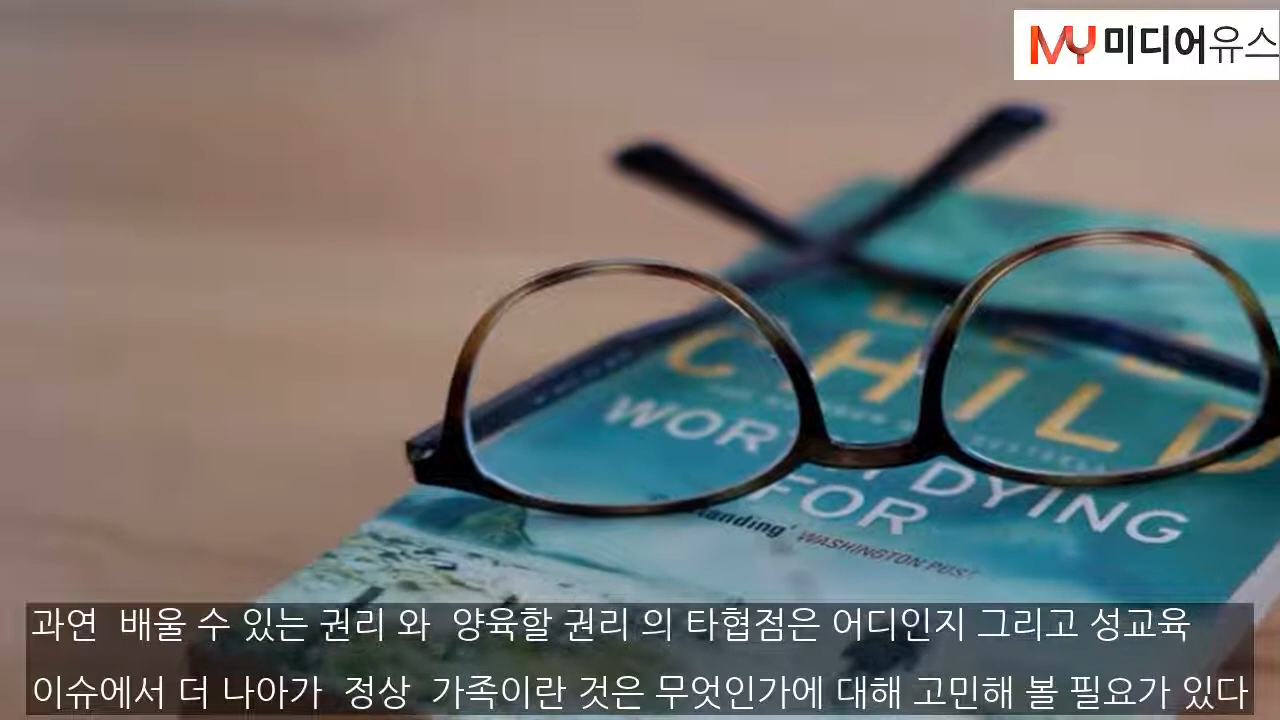 MY 미디어유스
CHILD
WOR DYING
FOR
tanding' WASHINGTON POST
과연 배울 수 있는 권리 와 양육할 권리 의 타협점은 어디인지 그리고 성교육
이슈에서 더 나아가 정상 가족이란 것은 무엇인가에 대해 고민해 볼 필요가 있다